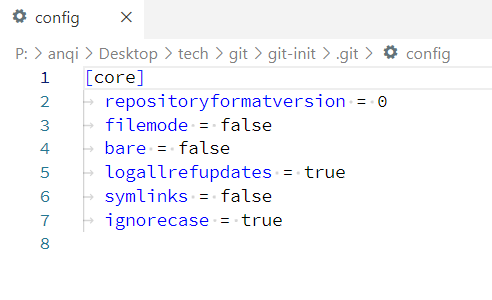 config
P: > anqi > Desktop > tech > git > git-init > .git > config
1 [core]
2 repositoryformatversion = 0
3 filemode = false
4 bare = false
5 logallrefupdates = true
6 symlinks = false
7 ignorecase = true
8